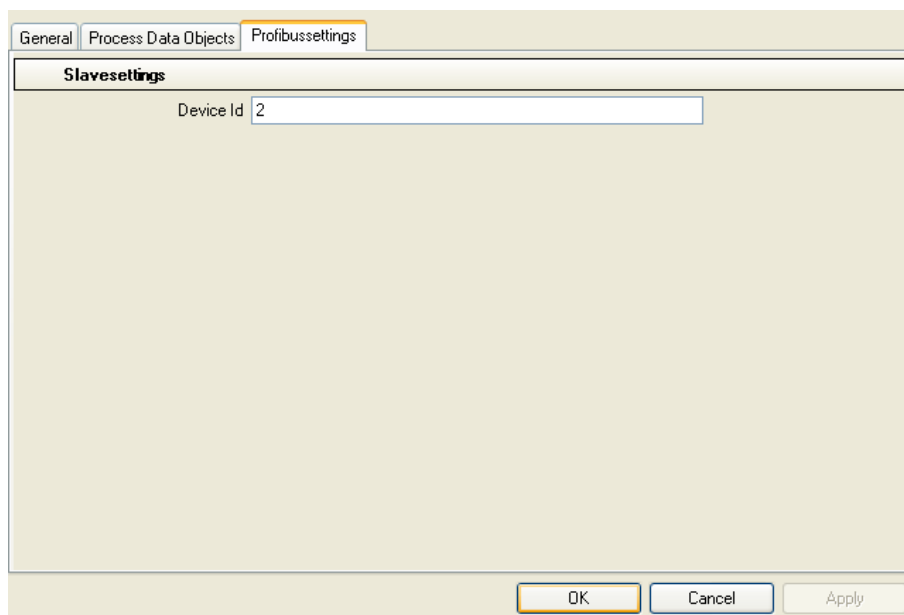 General Process Data Objects Profibussettings
Slavesettings
Device Id 2
OK Cancel Apply